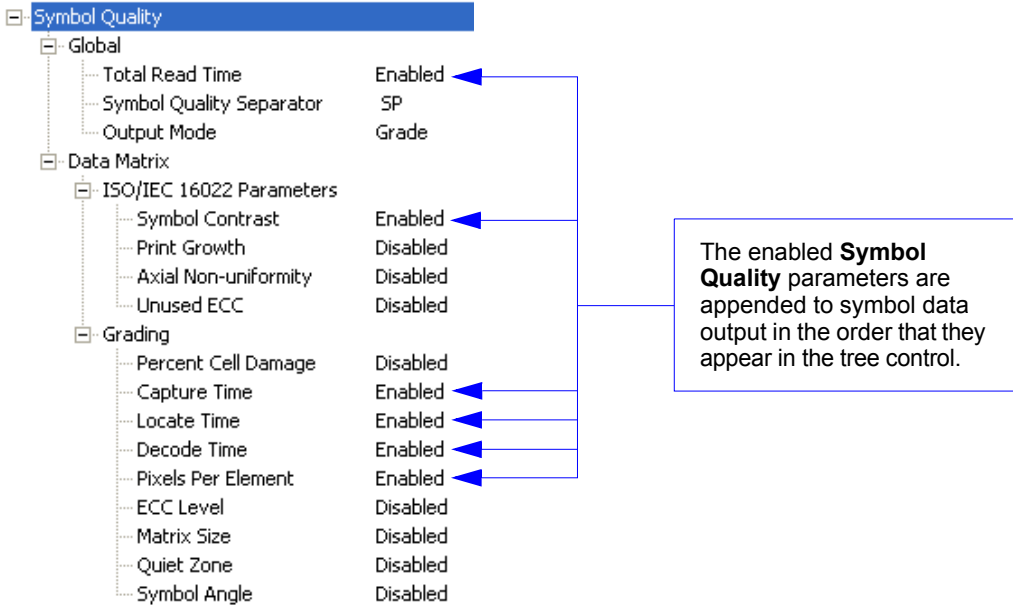 Symbol Quality
Global
Total Read Time Enabled
Symbol Quality Separator SP
Output Mode Grade
Data Matrix
ISO/IEC 16022 Parameters
Symbol Contrast Enabled
Print Growth Disabled
Axial Non-uniformity Disabled
Unused ECC Disabled
Grading
Percent Cell Damage Disabled
Capture Time Enabled
Locate Time Enabled
Decode Time Enabled
Pixels Per Element Enabled
ECC Level Disabled
Matrix Size Disabled
Quiet Zone Disabled
Symbol Angle Disabled
The enabled Symbol
Quality parameters are
appended to symbol data
output in the order that they
appear in the tree control.